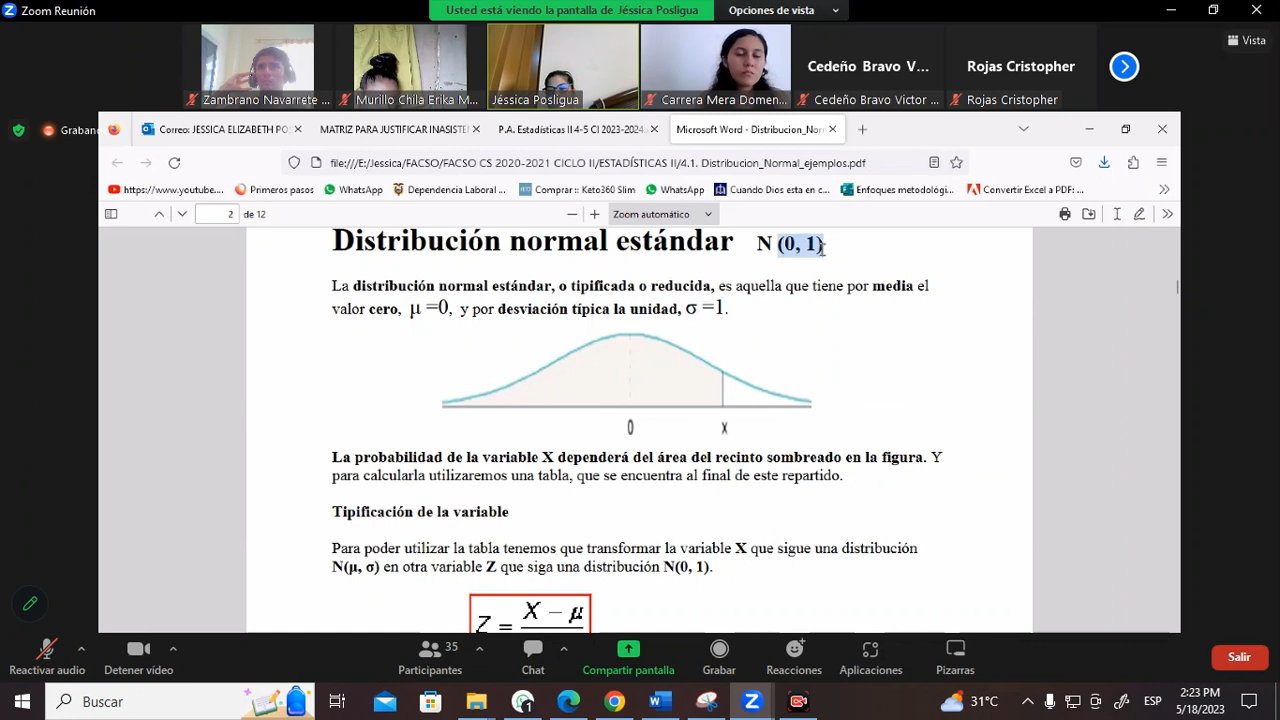 Zoom Reunión
Usted está viendo la pantalla de Jéssica Posligua
Opciones de vista
Vista
Zambrano Navarrete ...
Murillo Chila Erika M...
Jéssica Posligua
Carrera Mera Domen...
Cedeño Bravo V...
Cedeño Bravo Victor ...
Rojas Cristopher
Rojas Cristopher
Graban
Correo: JESSICA ELIZABETH PO
MATRIZ PARA JUSTIFICAR INASISTEN
P.A. Estadísticas II 4-5 CI 2023-2024
Microsoft Word - Distribucion_Norm
file:///E:/Jessica/FACSO/FACSO CS 2020-2021 CICLO II/ESTADÍSTICAS II/4.1. Distribucion_Normal_ejemplos.pdf
https://www.youtube....
Primeros pasos
WhatsApp
Dependencia Laboral ...
Comprar :: Keto360 Slim
WhatsApp
Cuando Dios esta en c...
Enfoques metodológi...
Convertir Excel a PDF:...
2 de 12
Zoom automático
Distribución normal estándar N (0, 1)
La distribución normal estándar, o tipificada o reducida, es aquella que tiene por media el
valor cero, μ =0, y por desviación típica la unidad, σ =1.
0 x
La probabilidad de la variable X dependerá del área del recinto sombreado en la figura. Y
para calcularla utilizaremos una tabla, que se encuentra al final de este repartido.
Tipificación de la variable
Para poder utilizar la tabla tenemos que transformar la variable X que sigue una distribución
N(μ, σ) en otra variable Z que siga una distribución N(0, 1).
Z = X − μ
Reactivar audio
Detener vídeo
35
Participantes
Chat
Compartir pantalla
Grabar
Reacciones
Aplicaciones
Pizarras
Salir
Buscar
1
31°C
ESP
2:23 PM
5/18/2023